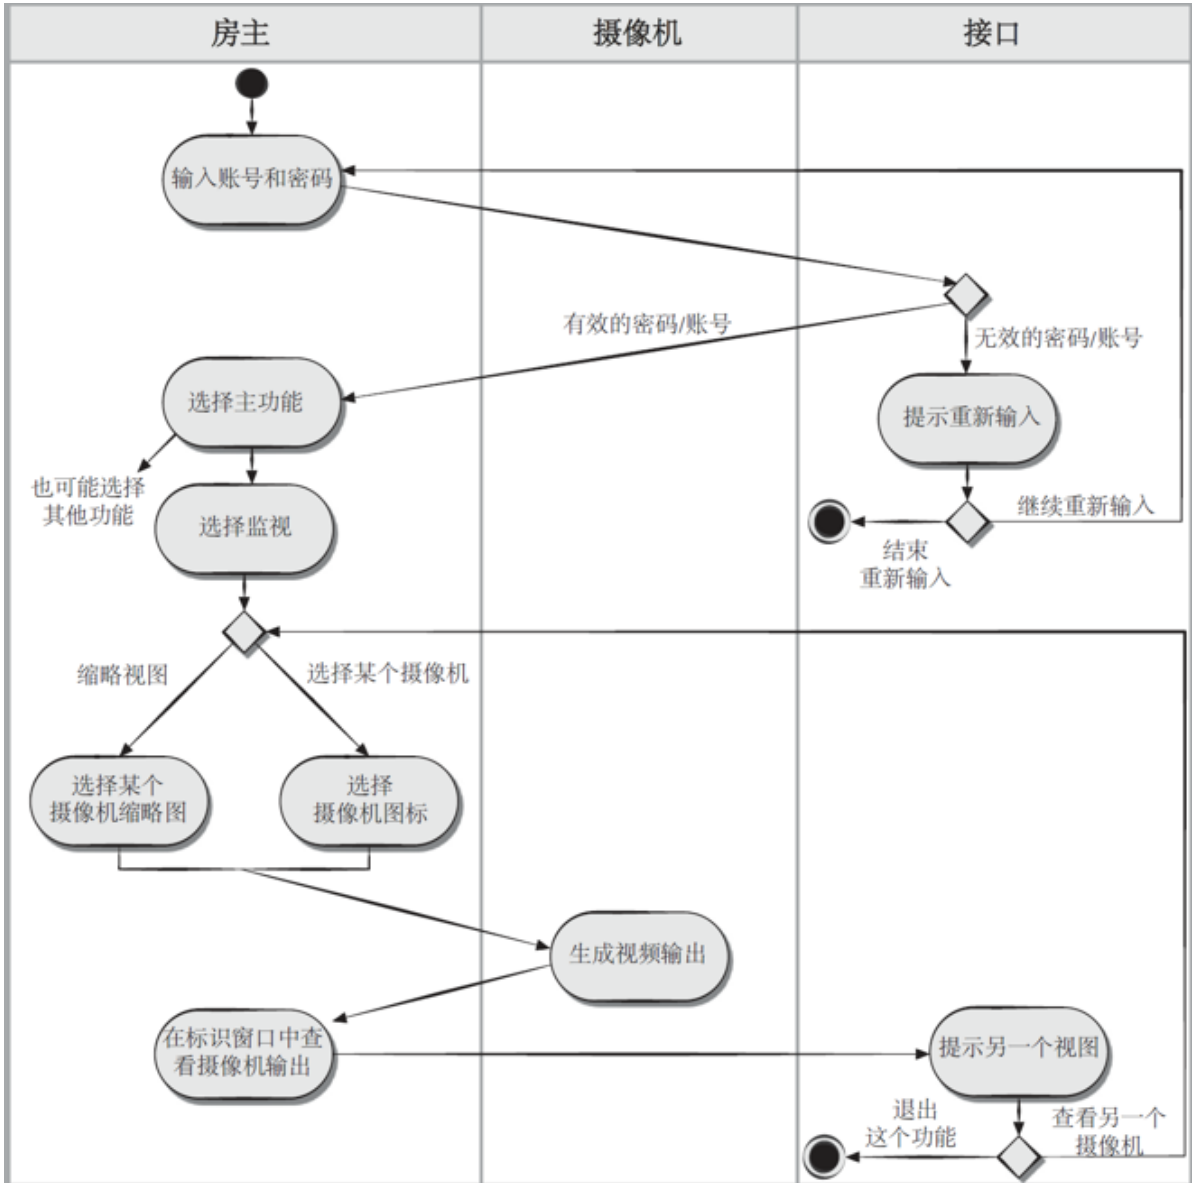 房主
摄像机
接口
输入账号和密码
有效的密码/账号
无效的密码/账号
选择主功能
提示重新输入
也可能选择
其他功能
选择监视
继续重新输入
结束
重新输入
缩略视图
选择某个摄像机
选择某个
摄像机缩略图
选择
摄像机图标
生成视频输出
在标识窗口中查
看摄像机输出
提示另一个视图
退出
这个功能
查看另一个
摄像机